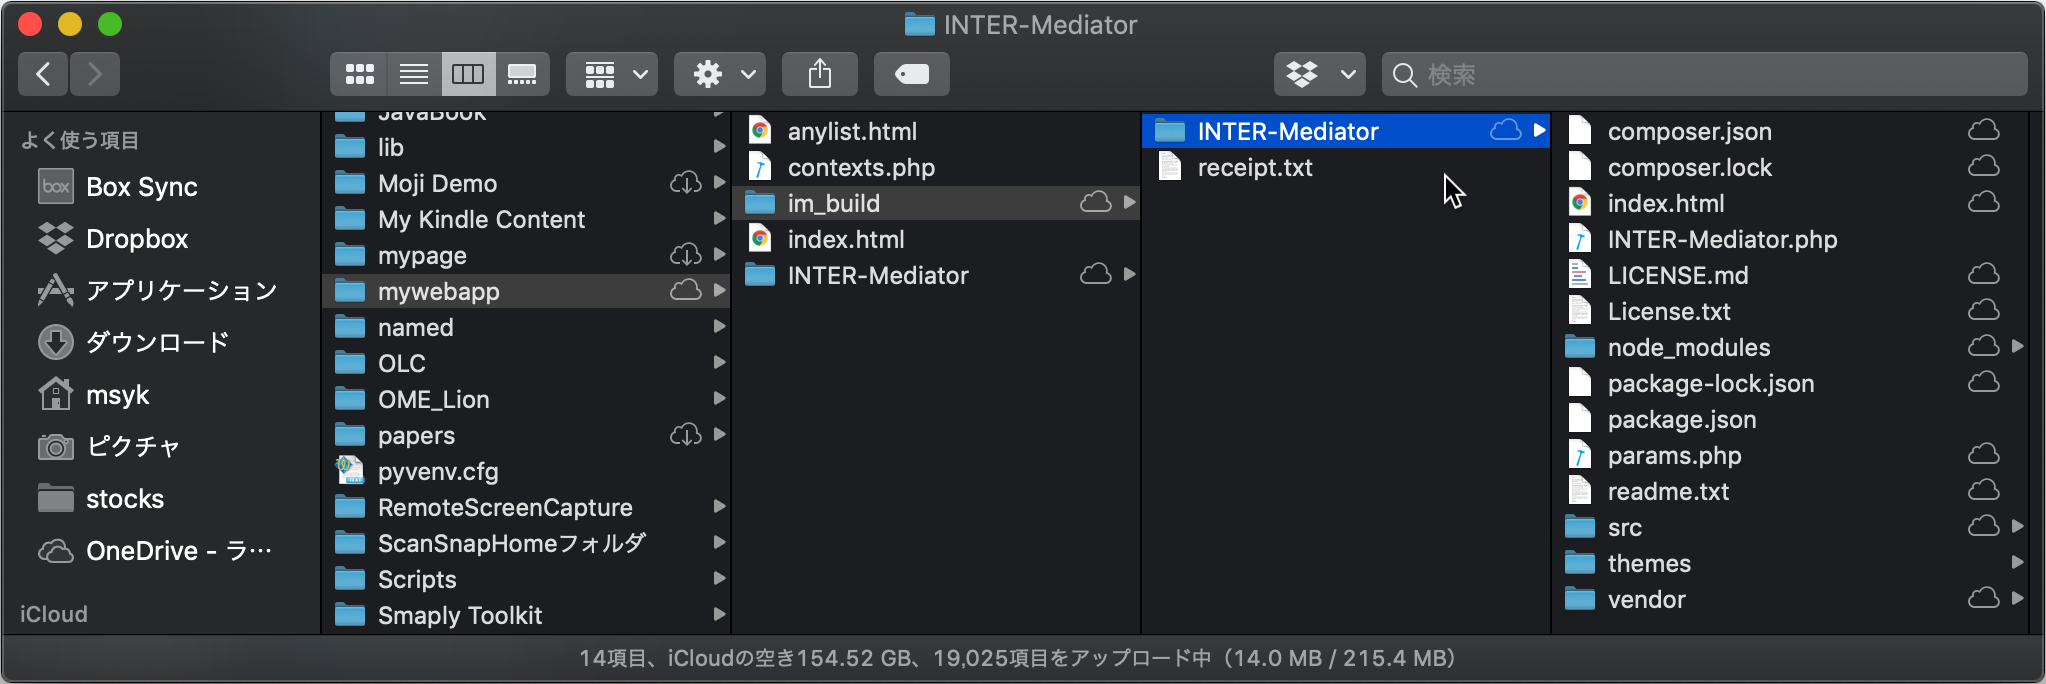 INTER-Mediator
検索
よく使う項目
box
Box Sync
Dropbox
アプリケーション
ダウンロード
msyk
ピクチャ
stocks
OneDrive - ラ…
iCloud
JavaBook
lib
Moji Demo
My Kindle Content
mypage
mywebapp
named
OLC
OME_Lion
papers
pyvenv.cfg
RemoteScreenCapture
ScanSnapHomeフォルダ
Scripts
Smaply Toolkit
anylist.html
contexts.php
im_build
index.html
INTER-Mediator
INTER-Mediator
receipt.txt
composer.json
composer.lock
index.html
INTER-Mediator.php
LICENSE.md
License.txt
node_modules
package-lock.json
package.json
params.php
readme.txt
src
themes
vendor
14項目、iCloudの空き154.52 GB、19,025項目をアップロード中（14.0 MB / 215.4 MB）